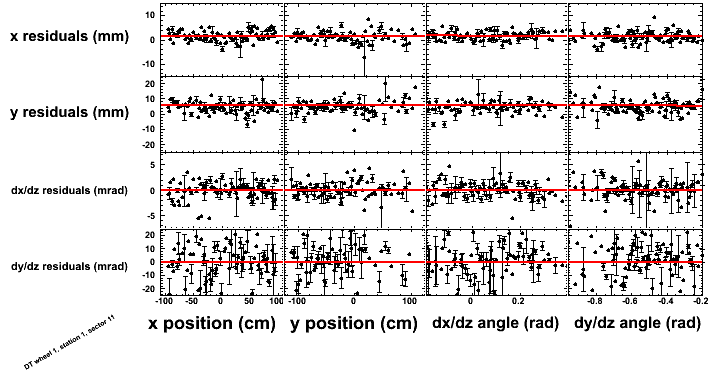 10
0
-10
x residuals (mm)
20
10
0
-10
-20
y residuals (mm)
5
0
-5
dx/dz residuals (mrad)
20
10
0
-10
-20
dy/dz residuals (mrad)
-100 -50 0 50 100 -100 0 100 0 0.2 -0.8 -0.6 -0.4 -0.2
x position (cm) y position (cm) dx/dz angle (rad) dy/dz angle (rad)
DT wheel 1, station 1, sector 11